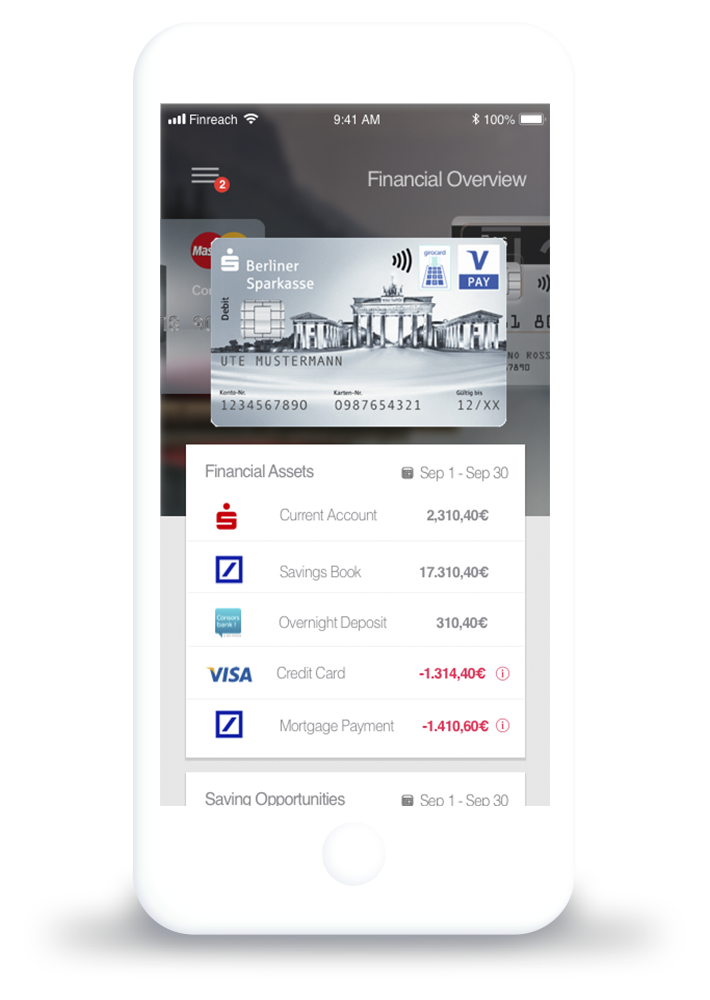 Finreach 9:41 AM 100%
2
Financial Overview
Berliner
Sparkasse
girocard
V
PAY
Debit
UTE MUSTERMANN
Konto-Nr. Karten-Nr. Gültig bis
1234567890 0987654321 12/XX
NO ROSS
7890
Financial Assets Sep 1 - Sep 30
Current Account 2,310,40€
Savings Book 17.310,40€
Consors
bank!
Overnight Deposit 310,40€
VISA Credit Card -1.314,40€
Mortgage Payment -1.410,60€
Saving Opportunities Sep 1 - Sep 30